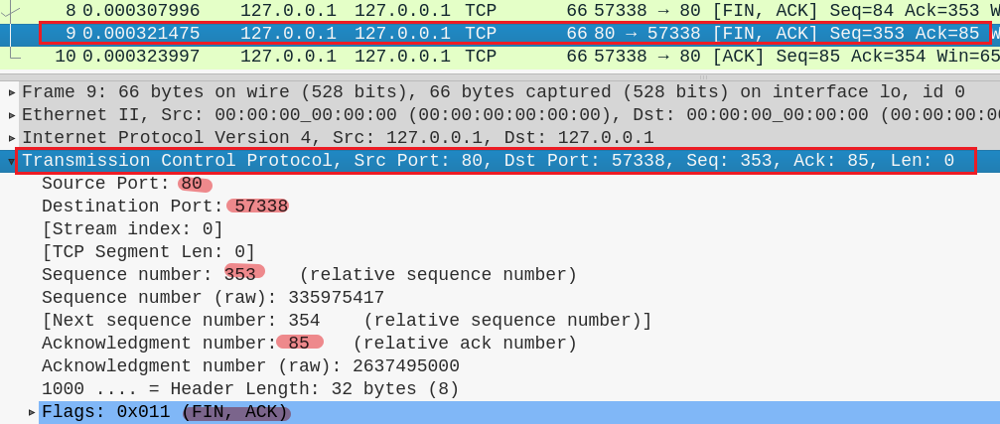 8 0.000307996 127.0.0.1 127.0.0.1 TCP 66 57338 → 80 [FIN, ACK] Seq=84 Ack=353 W
9 0.000321475 127.0.0.1 127.0.0.1 TCP 66 80 → 57338 [FIN, ACK] Seq=353 Ack=85 W
10 0.000323997 127.0.0.1 127.0.0.1 TCP 66 57338 → 80 [ACK] Seq=85 Ack=354 Win=65
Frame 9: 66 bytes on wire (528 bits), 66 bytes captured (528 bits) on interface lo, id 0
Ethernet II, Src: 00:00:00_00:00:00 (00:00:00:00:00:00), Dst: 00:00:00_00:00:00 (00:00:00:00
Internet Protocol Version 4, Src: 127.0.0.1, Dst: 127.0.0.1
Transmission Control Protocol, Src Port: 80, Dst Port: 57338, Seq: 353, Ack: 85, Len: 0
Source Port: 80
Destination Port: 57338
[Stream index: 0]
[TCP Segment Len: 0]
Sequence number: 353 (relative sequence number)
Sequence number (raw): 335975417
[Next sequence number: 354 (relative sequence number)]
Acknowledgment number: 85 (relative ack number)
Acknowledgment number (raw): 2637495000
1000 .... = Header Length: 32 bytes (8)
Flags: 0x011 (FIN, ACK)